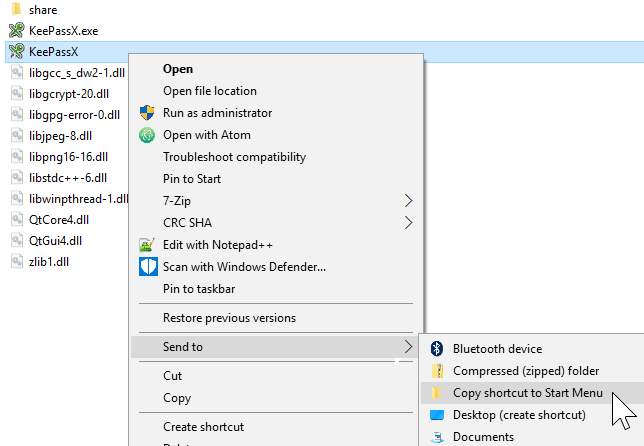 share
KeePassX.exe
KeePassX
libgcc_s_dw2-1.dll
libgcrypt-20.dll
libgpg-error-0.dll
libjpeg-8.dll
libpng16-16.dll
libstdc++-6.dll
libwinpthread-1.dll
QtCore4.dll
QtGui4.dll
zlib1.dll
Open
Open file location
Run as administrator
Open with Atom
Troubleshoot compatibility
Pin to Start
7-Zip
CRC SHA
Edit with Notepad++
Scan with Windows Defender...
Pin to taskbar
Restore previous versions
Send to
Cut
Copy
Create shortcut
Bluetooth device
Compressed (zipped) folder
Copy shortcut to Start Menu
Desktop (create shortcut)
Documents